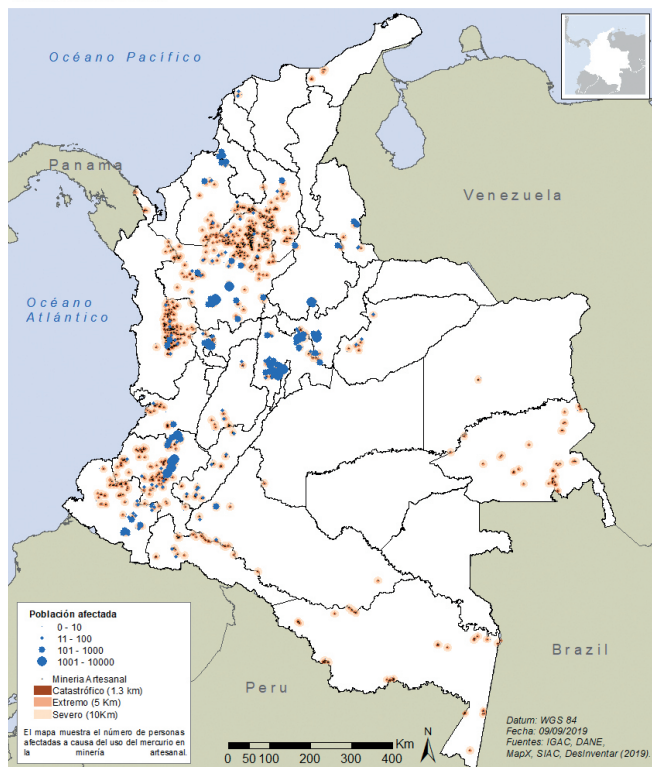 Océano Pacífico
Panama
Venezuela
Océano
Atlántico
Brazil
Peru
Población afectada
0 - 10
11 - 100
101 - 1000
1001 - 10000
Mineria Artesanal
Catastrófico (1.3 km)
Extremo (5 Km)
Severo (10Km)
El mapa muestra el número de personas
afectadas a causa del uso del mercurio en
la minería artesanal.
Km
0 50 100 200 300 400
N
Datum: WGS 84
Fecha: 09/09/2019
Fuentes: IGAC, DANE,
MapX, SIAC, DesInventar (2019).